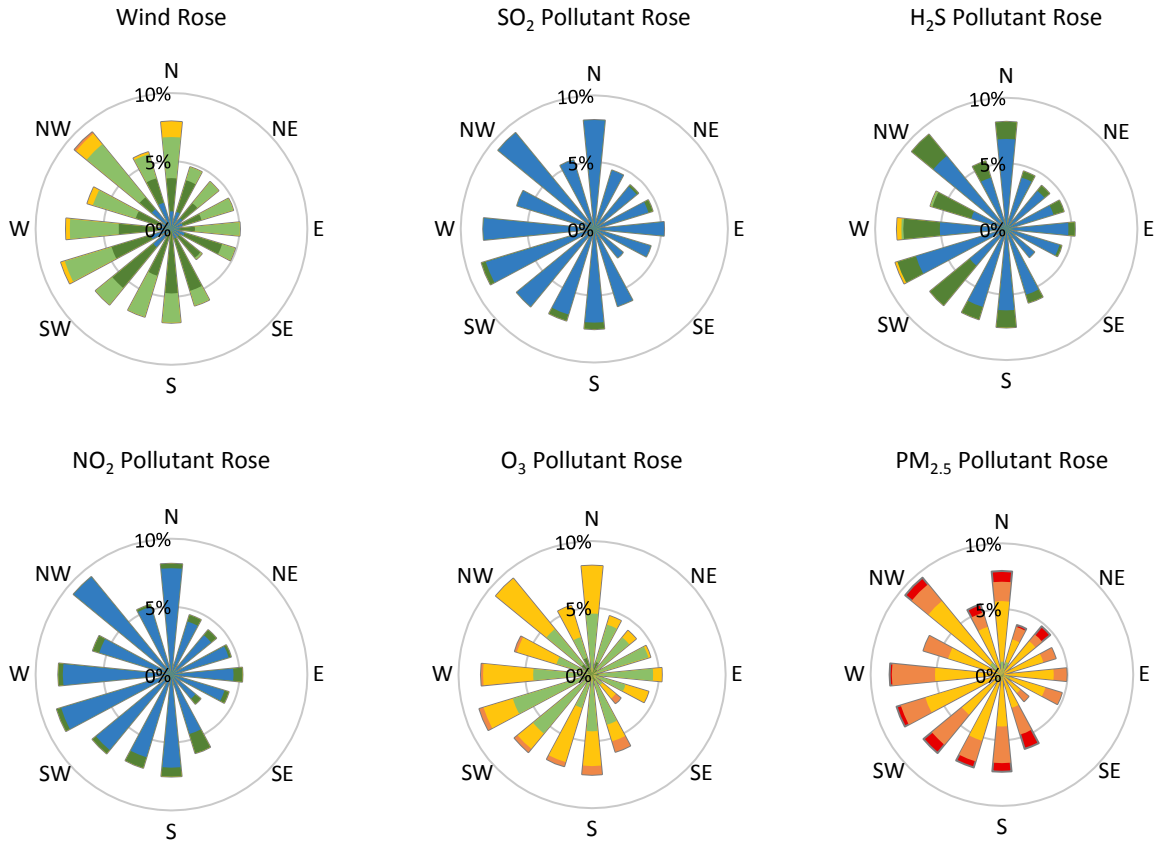 Wind Rose
SO₂ Pollutant Rose
H₂S Pollutant Rose
N
10%
NW
NE
5%
W
0%
E
SW
SE
S
N
10%
NW
NE
5%
W
0%
E
SW
SE
S
N
10%
NW
NE
5%
W
0%
E
SW
SE
S
NO₂ Pollutant Rose
O₃ Pollutant Rose
PM₂.₅ Pollutant Rose
N
10%
NW
NE
5%
W
0%
E
SW
SE
S
N
10%
NW
NE
5%
W
0%
E
SW
SE
S
N
10%
NW
NE
5%
W
0%
E
SW
SE
S